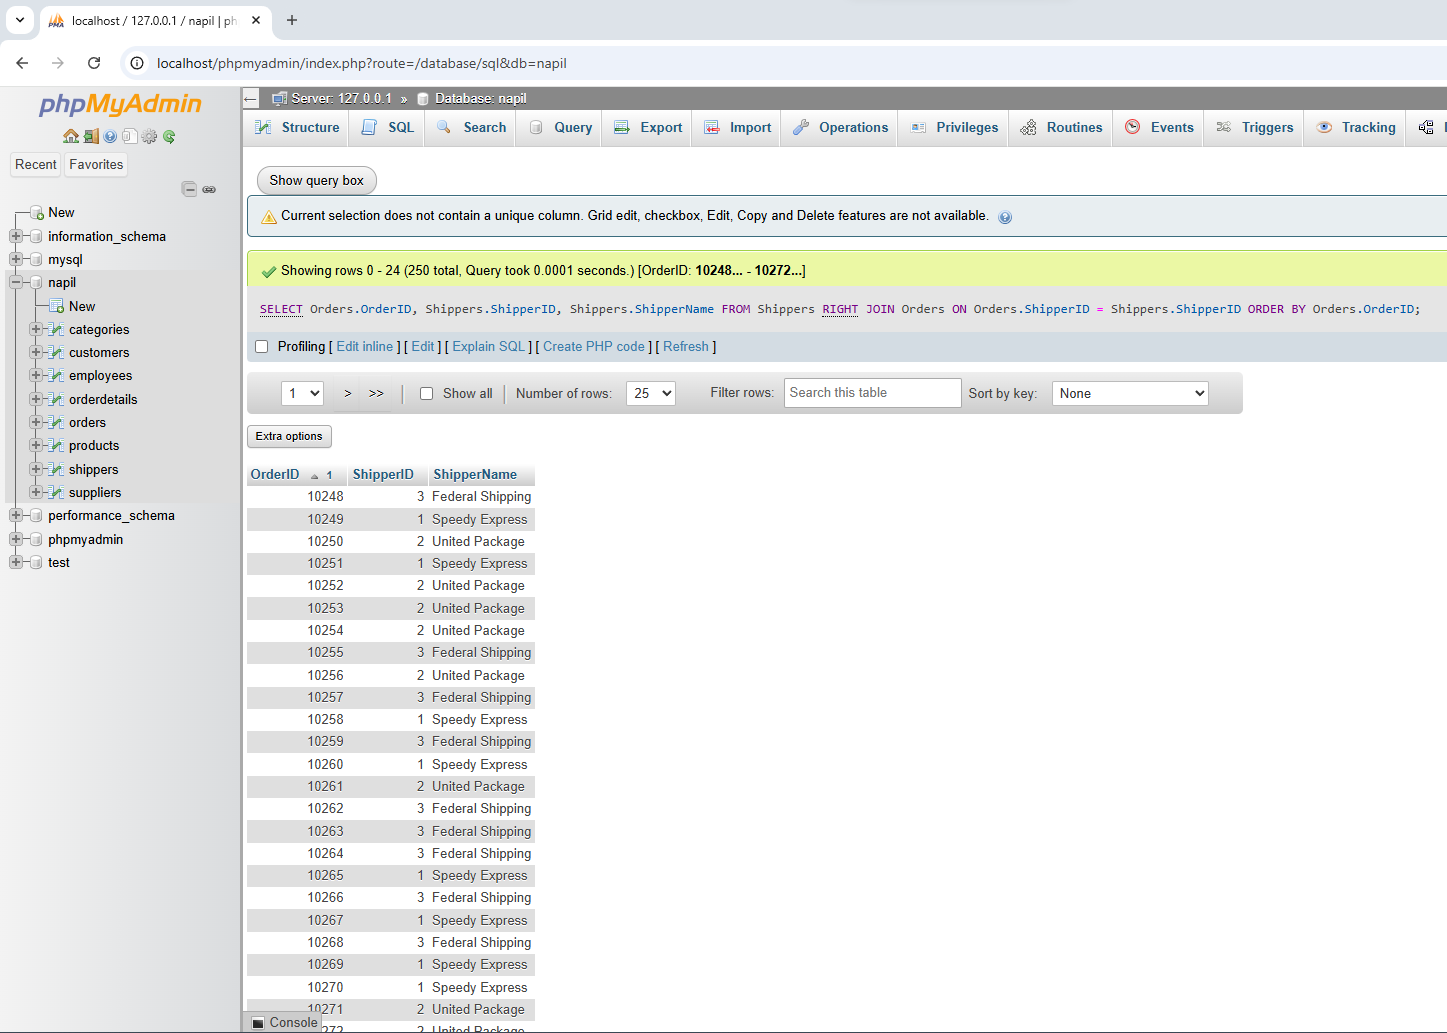 localhost / 127.0.0.1 / napil | ph
localhost/phpmyadmin/index.php?route=/database/sql&db=napil
phpMyAdmin
Recent Favorites
New
information_schema
mysql
napil
New
categories
customers
employees
orderdetails
orders
products
shippers
suppliers
performance_schema
phpmyadmin
test
Server: 127.0.0.1 » Database: napil
Structure SQL Search Query Export Import Operations Privileges Routines Events Triggers Tracking
Show query box
Current selection does not contain a unique column. Grid edit, checkbox, Edit, Copy and Delete features are not available.
Showing rows 0 - 24 (250 total, Query took 0.0001 seconds.) [OrderID: 10248... - 10272...]
SELECT Orders.OrderID, Shippers.ShipperID, Shippers.ShipperName FROM Shippers RIGHT JOIN Orders ON Orders.ShipperID = Shippers.ShipperID ORDER BY Orders.OrderID;
Profiling [ Edit inline ] [ Edit ] [ Explain SQL ] [ Create PHP code ] [ Refresh ]
1 > >> Show all Number of rows: 25 Filter rows: Search this table Sort by key: None
Extra options
OrderID 1 ShipperID ShipperName
10248 3 Federal Shipping
10249 1 Speedy Express
10250 2 United Package
10251 1 Speedy Express
10252 2 United Package
10253 2 United Package
10254 2 United Package
10255 3 Federal Shipping
10256 2 United Package
10257 3 Federal Shipping
10258 1 Speedy Express
10259 3 Federal Shipping
10260 1 Speedy Express
10261 2 United Package
10262 3 Federal Shipping
10263 3 Federal Shipping
10264 3 Federal Shipping
10265 1 Speedy Express
10266 3 Federal Shipping
10267 1 Speedy Express
10268 3 Federal Shipping
10269 1 Speedy Express
10270 1 Speedy Express
10271 2 United Package
2 United Package
Console